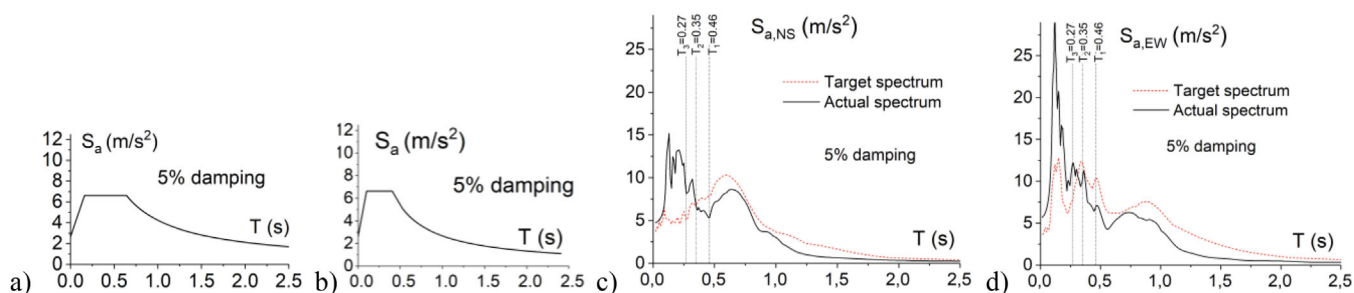 a)
S_a (m/s²)
5% damping
T (s)
12
10
8
6
4
2
0
0.0 0.5 1.0 1.5 2.0 2.5
b)
S_a (m/s²)
5% damping
T (s)
12
10
8
6
4
2
0
0.0 0.5 1.0 1.5 2.0 2.5
c)
S_a,NS (m/s²)
T₃=0.27
T₂=0.35
T₁=0.46
Target spectrum
Actual spectrum
5% damping
T (s)
25
20
15
10
5
0
0,0 0,5 1,0 1,5 2,0 2,5
d)
S_a,EW (m/s²)
T₃=0.27
T₂=0.35
T₁=0.46
Target spectrum
Actual spectrum
5% damping
T (s)
25
20
15
10
5
0
0,0 0,5 1,0 1,5 2,0 2,5